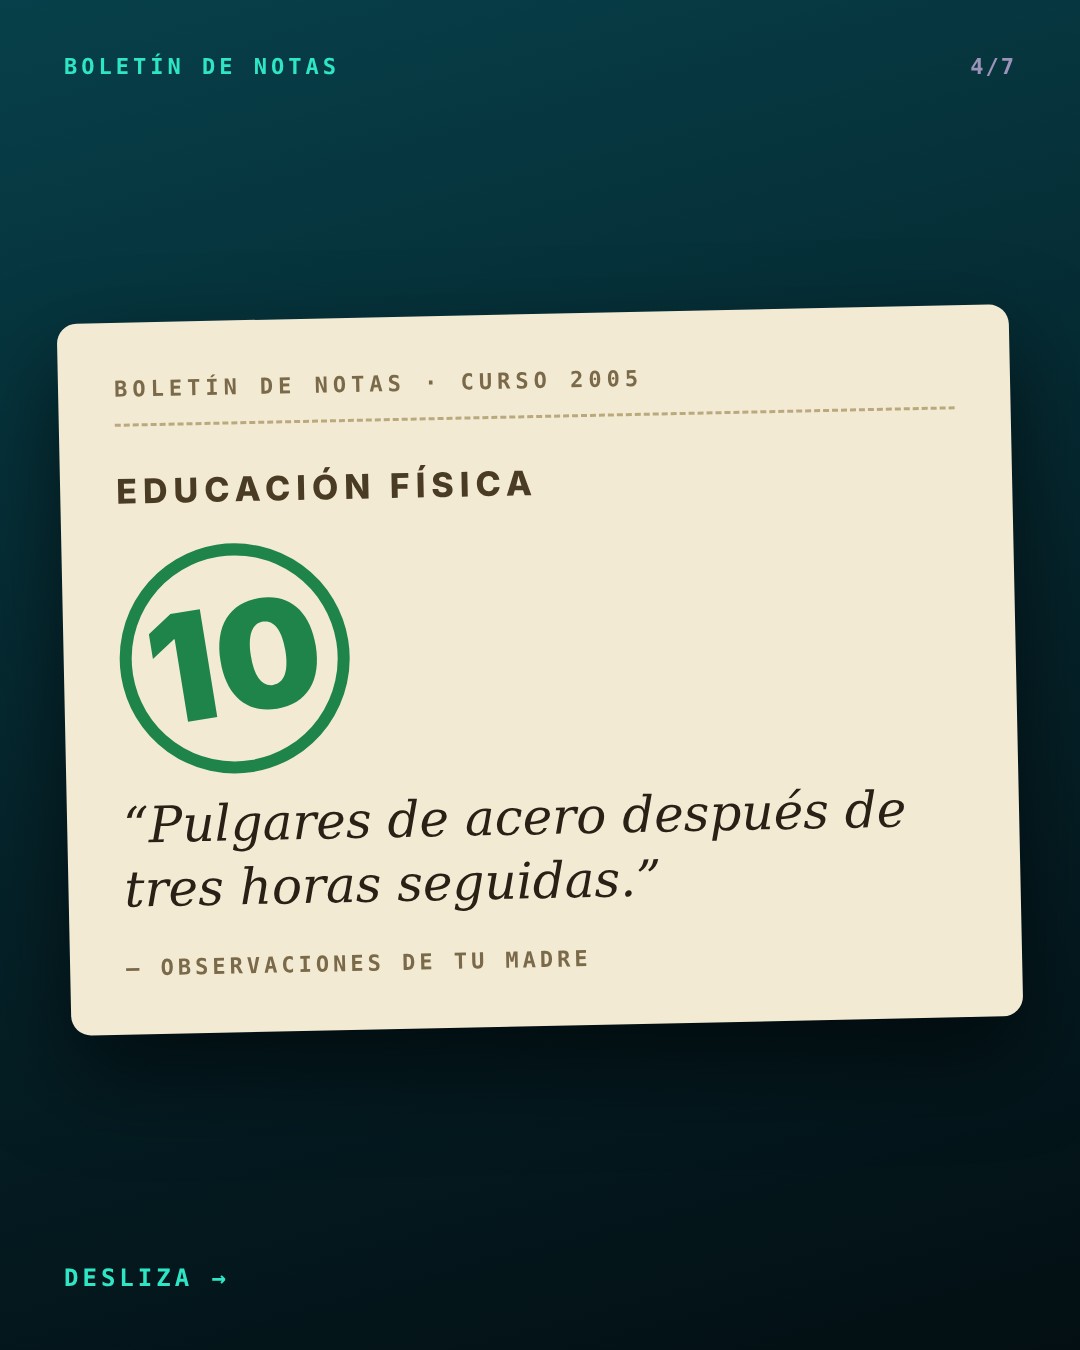 BOLETÍN DE NOTAS
4/7
BOLETÍN DE NOTAS · CURSO 2005
EDUCACIÓN FÍSICA
10
“Pulgares de acero después de
tres horas seguidas.”
— OBSERVACIONES DE TU MADRE
DESLIZA →